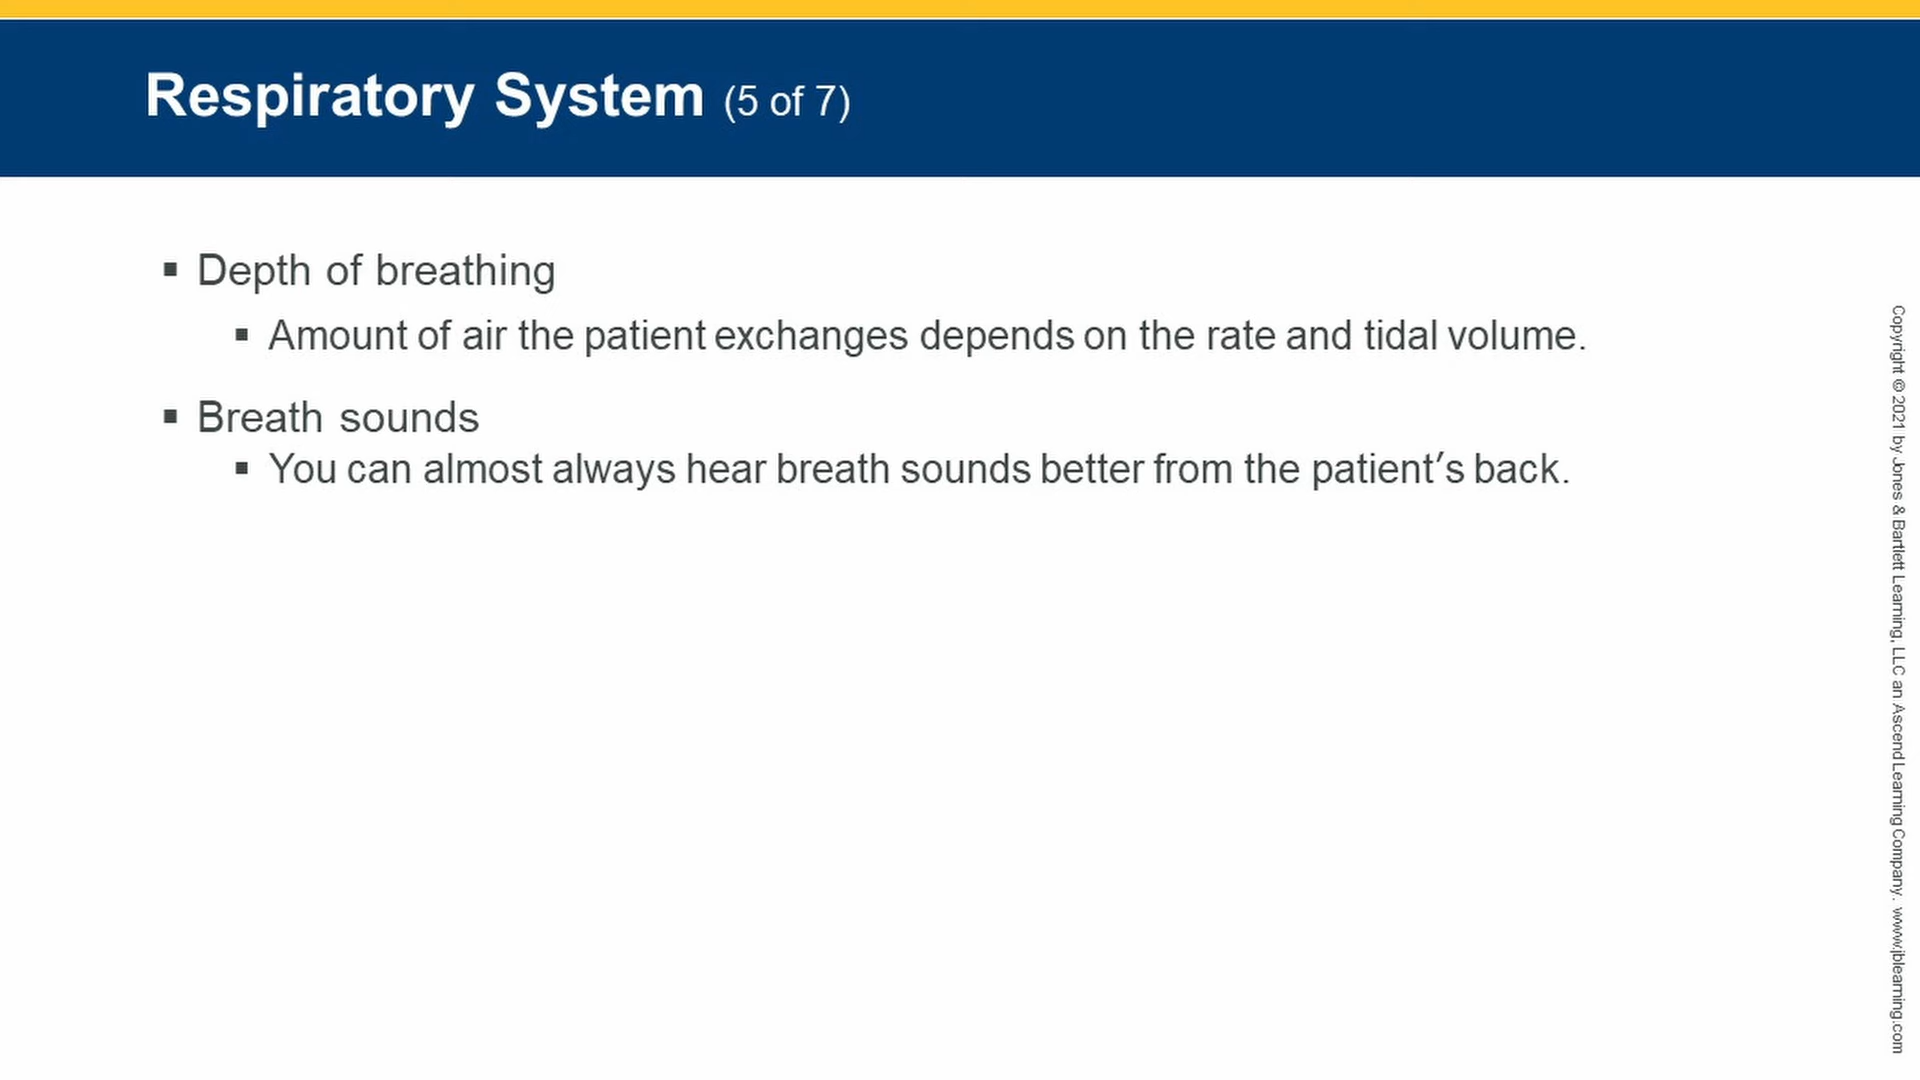 Respiratory System (5 of 7)
▪ Depth of breathing
▪ Amount of air the patient exchanges depends on the rate and tidal volume.
▪ Breath sounds
▪ You can almost always hear breath sounds better from the patient’s back.
Copyright © 2021 by Jones & Bartlett Learning, LLC an Ascend Learning Company. www.jblearning.com